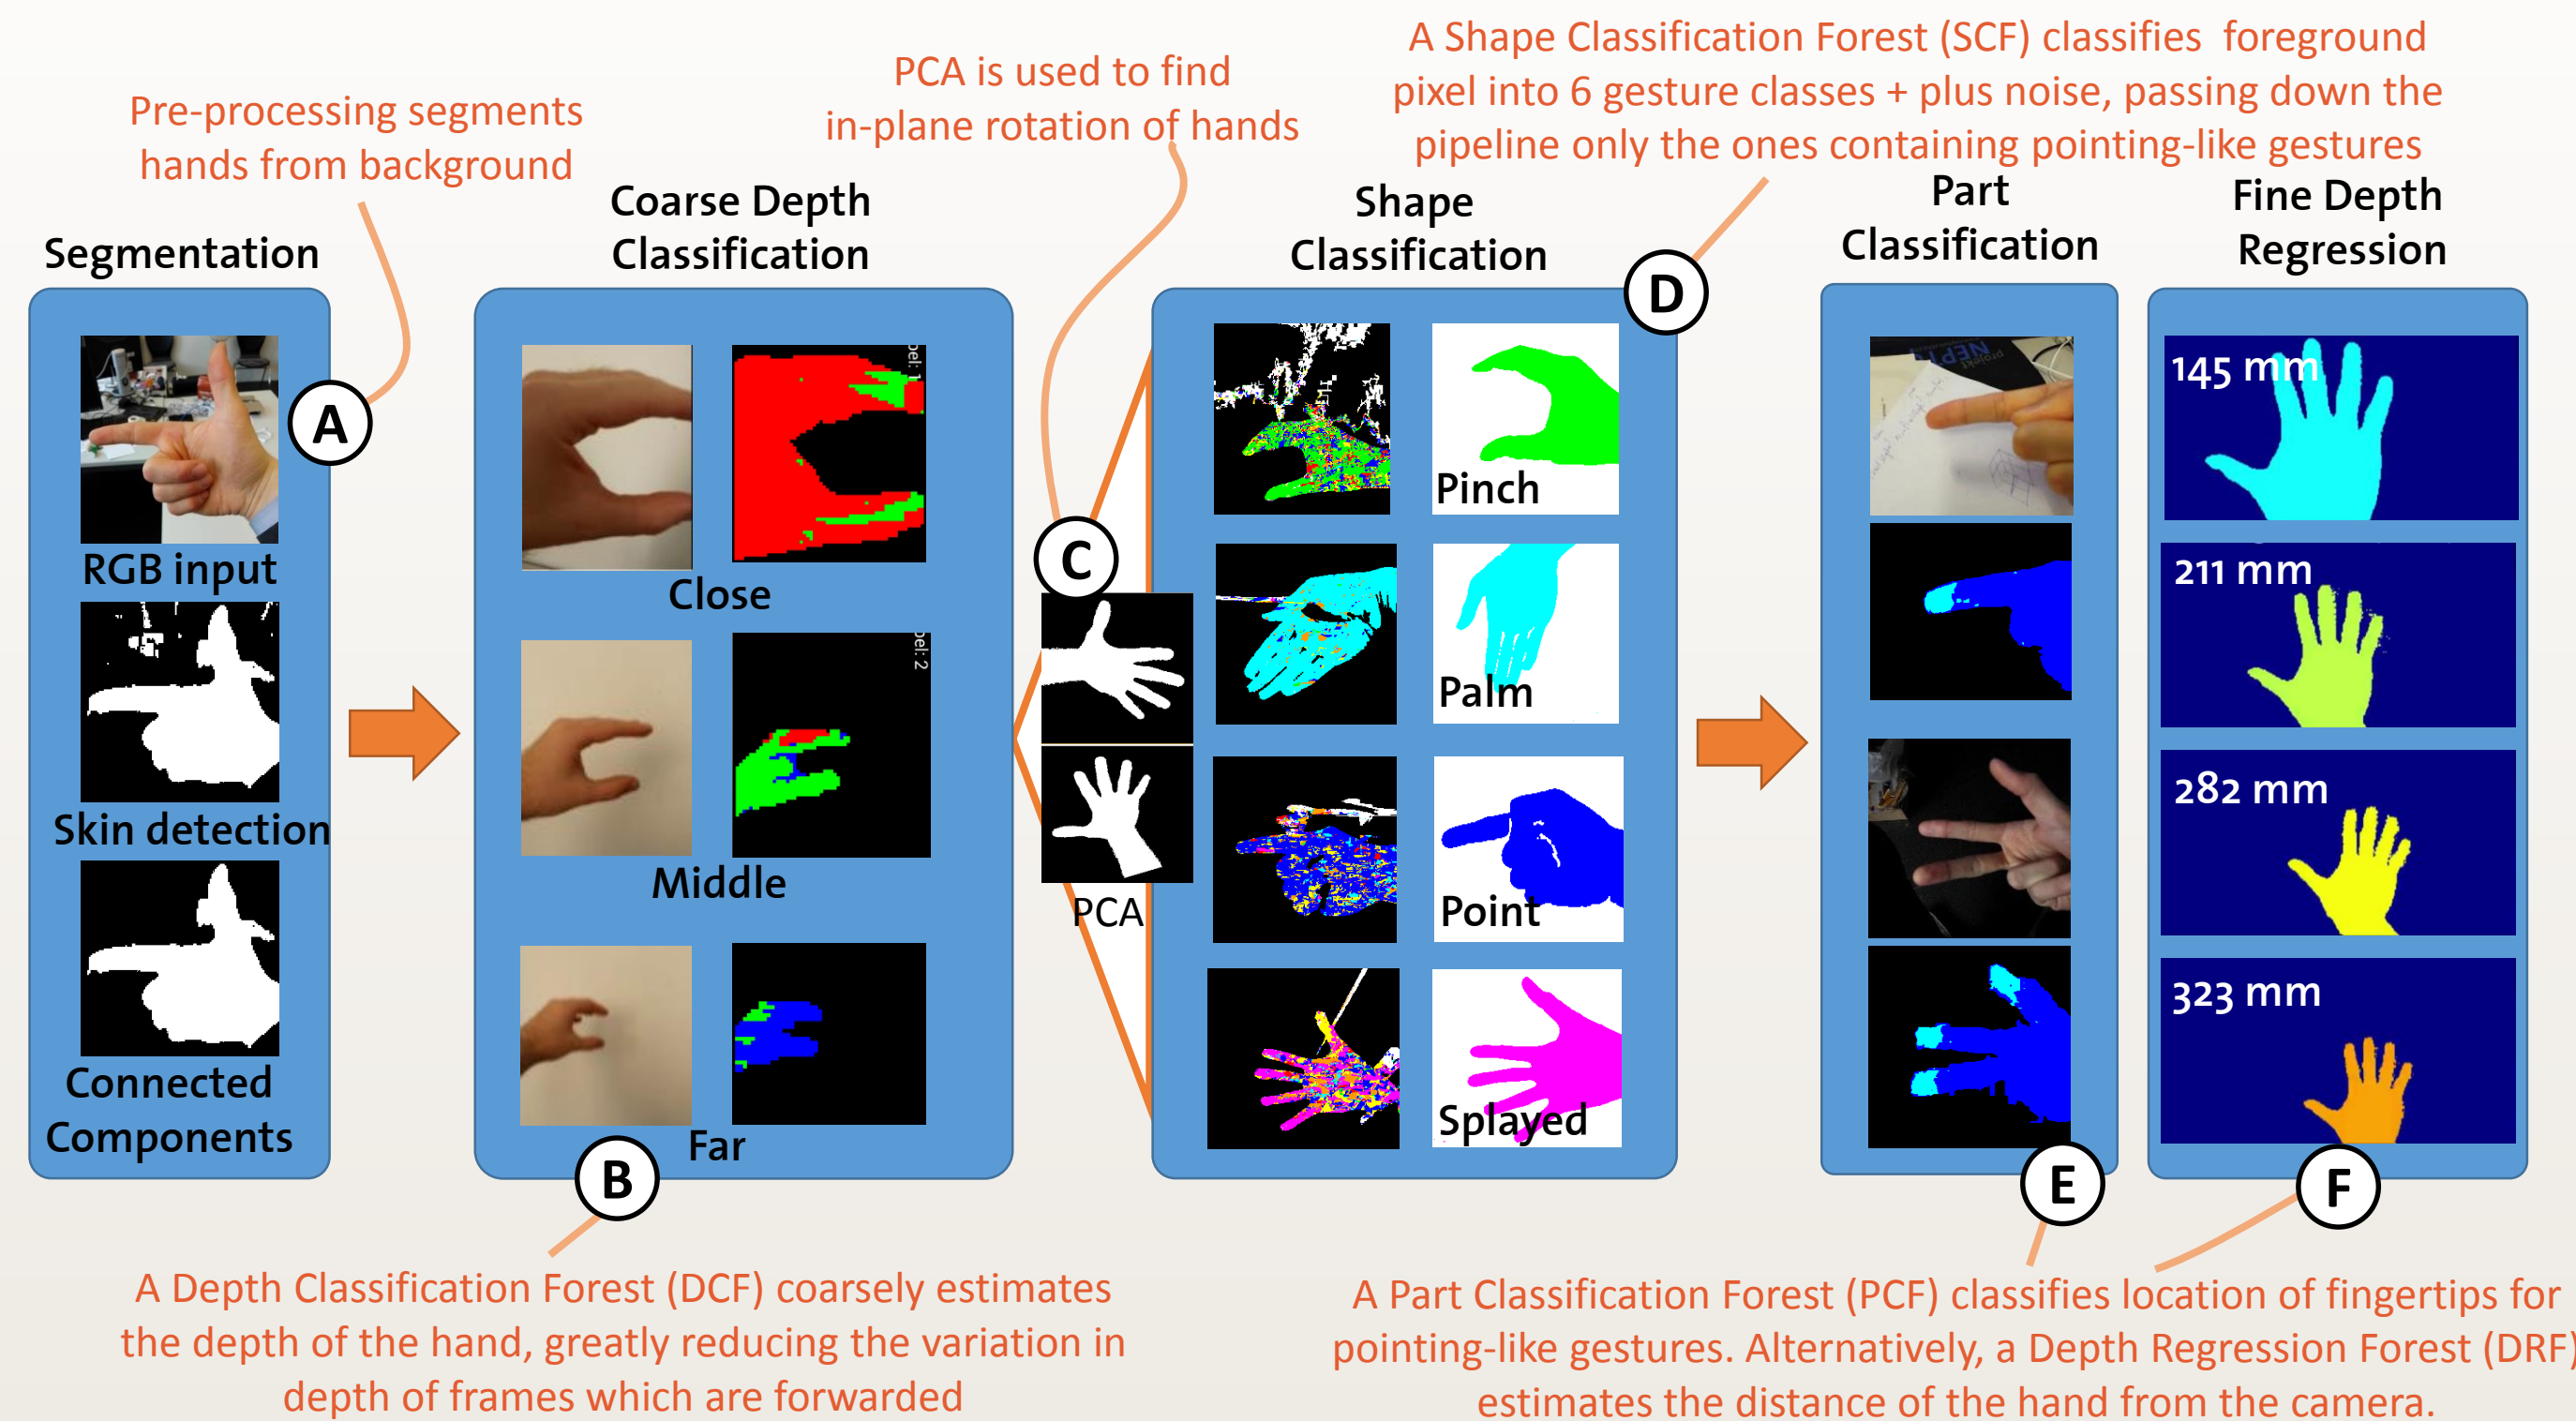 A Shape Classification Forest (SCF) classifies foreground
pixel into 6 gesture classes + plus noise, passing down the
pipeline only the ones containing pointing-like gestures
PCA is used to find
in-plane rotation of hands
Pre-processing segments
hands from background
Segmentation
Coarse Depth
Classification
Shape
Classification
Part
Classification
Fine Depth
Regression
A
RGB input
Skin detection
Connected
Components
Close
Middle
bel: 2
Far
B
C
PCA
D
Pinch
Palm
Point
Splayed
projekt
NEPT
E
145 mm
211 mm
282 mm
323 mm
F
A Depth Classification Forest (DCF) coarsely estimates
the depth of the hand, greatly reducing the variation in
depth of frames which are forwarded
A Part Classification Forest (PCF) classifies location of fingertips for
pointing-like gestures. Alternatively, a Depth Regression Forest (DRF)
estimates the distance of the hand from the camera.